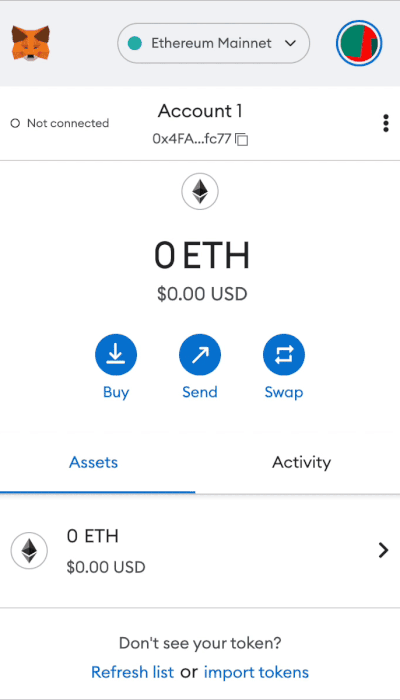 Ethereum Mainnet
Not connected
Account 1
0x4FA...fc77
0 ETH
$0.00 USD
Buy Send Swap
Assets Activity
0 ETH
$0.00 USD
Don't see your token?
Refresh list or import tokens